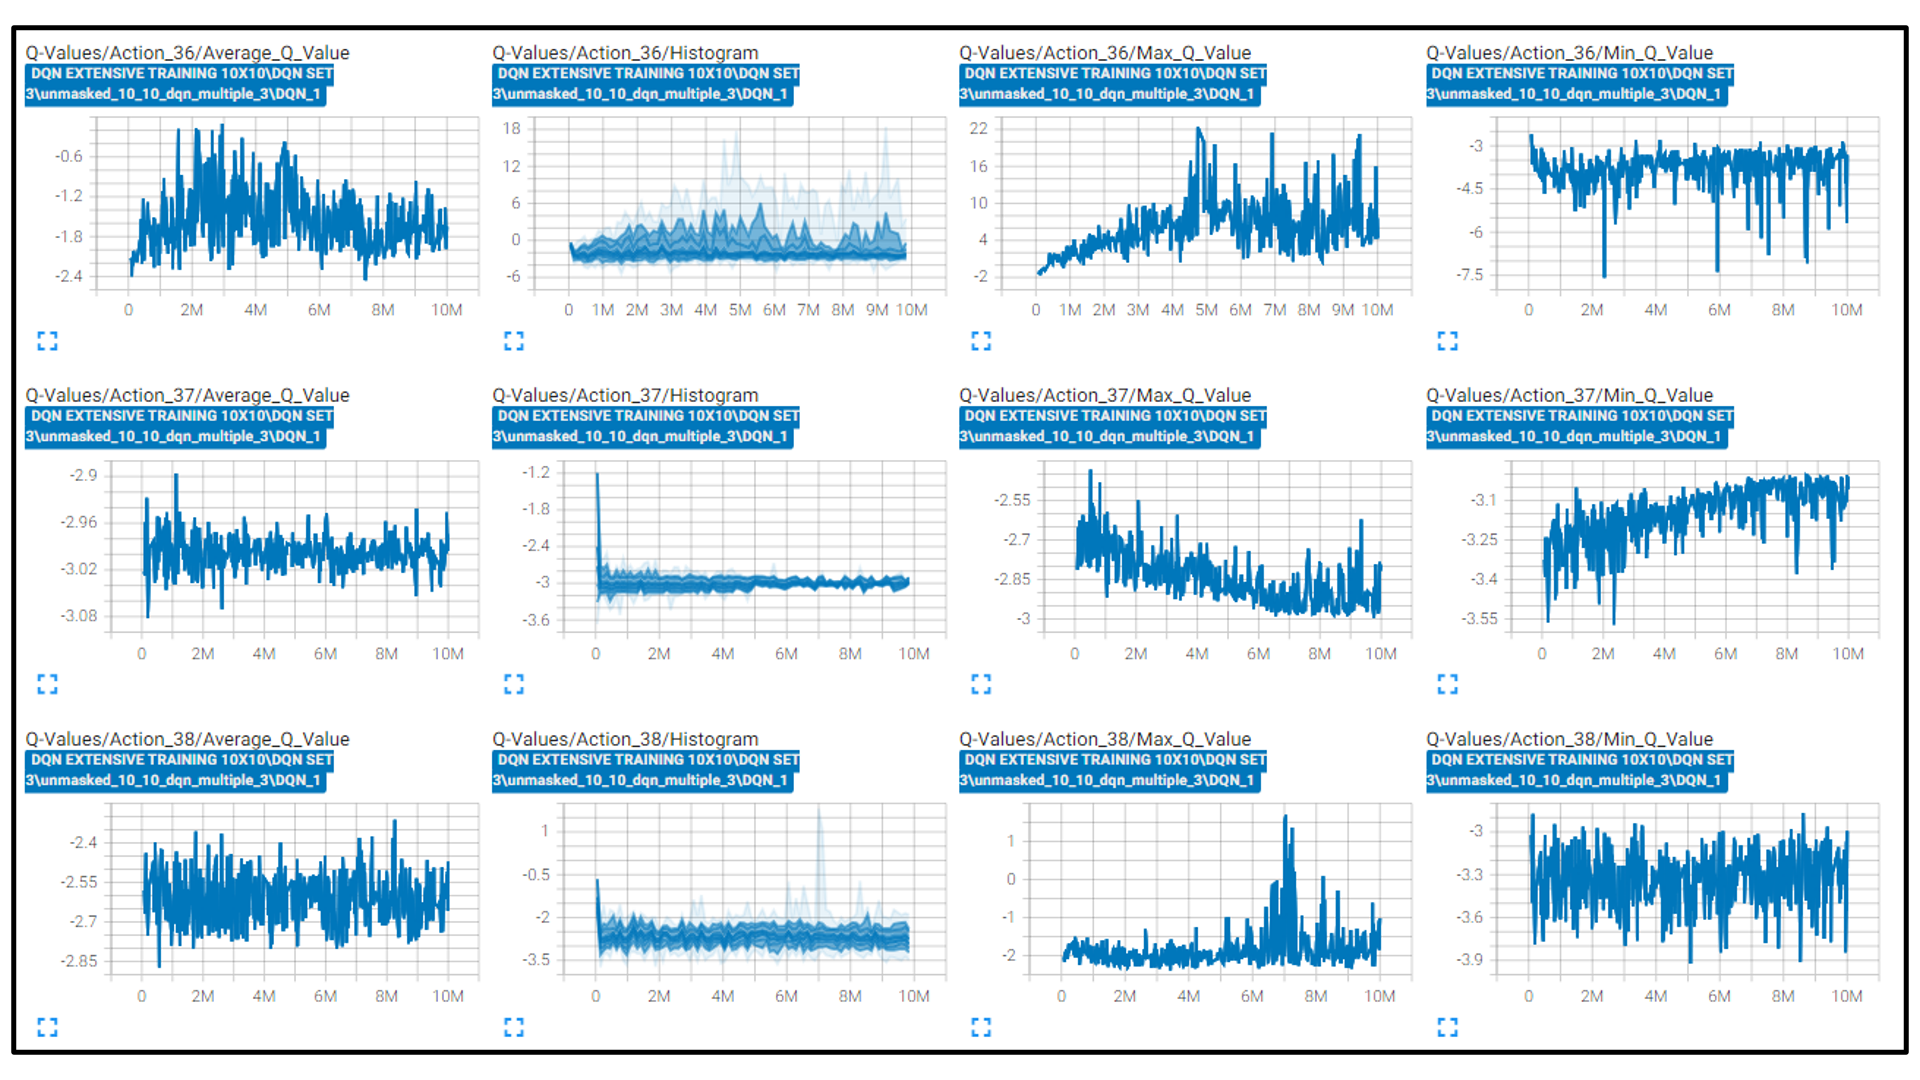 Q-Values/Action_36/Average_Q_Value
DQN EXTENSIVE TRAINING 10X10\DQN SET
3\unmasked_10_10_dqn_multiple_3\DQN_1
-0.6
-1.2
-1.8
-2.4
0 2M 4M 6M 8M 10M
Q-Values/Action_36/Histogram
DQN EXTENSIVE TRAINING 10X10\DQN SET
3\unmasked_10_10_dqn_multiple_3\DQN_1
18
12
6
0
-6
0 1M 2M 3M 4M 5M 6M 7M 8M 9M 10M
Q-Values/Action_36/Max_Q_Value
DQN EXTENSIVE TRAINING 10X10\DQN SET
3\unmasked_10_10_dqn_multiple_3\DQN_1
22
16
10
4
-2
0 1M 2M 3M 4M 5M 6M 7M 8M 9M 10M
Q-Values/Action_36/Min_Q_Value
DQN EXTENSIVE TRAINING 10X10\DQN SET
3\unmasked_10_10_dqn_multiple_3\DQN_1
-3
-4.5
-6
-7.5
0 2M 4M 6M 8M 10M
Q-Values/Action_37/Average_Q_Value
DQN EXTENSIVE TRAINING 10X10\DQN SET
3\unmasked_10_10_dqn_multiple_3\DQN_1
-2.9
-2.96
-3.02
-3.08
0 2M 4M 6M 8M 10M
Q-Values/Action_37/Histogram
DQN EXTENSIVE TRAINING 10X10\DQN SET
3\unmasked_10_10_dqn_multiple_3\DQN_1
-1.2
-1.8
-2.4
-3
-3.6
0 2M 4M 6M 8M 10M
Q-Values/Action_37/Max_Q_Value
DQN EXTENSIVE TRAINING 10X10\DQN SET
3\unmasked_10_10_dqn_multiple_3\DQN_1
-2.55
-2.7
-2.85
-3
0 2M 4M 6M 8M 10M
Q-Values/Action_37/Min_Q_Value
DQN EXTENSIVE TRAINING 10X10\DQN SET
3\unmasked_10_10_dqn_multiple_3\DQN_1
-3.1
-3.25
-3.4
-3.55
0 2M 4M 6M 8M 10M
Q-Values/Action_38/Average_Q_Value
DQN EXTENSIVE TRAINING 10X10\DQN SET
3\unmasked_10_10_dqn_multiple_3\DQN_1
-2.4
-2.55
-2.7
-2.85
0 2M 4M 6M 8M 10M
Q-Values/Action_38/Histogram
DQN EXTENSIVE TRAINING 10X10\DQN SET
3\unmasked_10_10_dqn_multiple_3\DQN_1
1
-0.5
-2
-3.5
0 2M 4M 6M 8M 10M
Q-Values/Action_38/Max_Q_Value
DQN EXTENSIVE TRAINING 10X10\DQN SET
3\unmasked_10_10_dqn_multiple_3\DQN_1
1
0
-1
-2
0 2M 4M 6M 8M 10M
Q-Values/Action_38/Min_Q_Value
DQN EXTENSIVE TRAINING 10X10\DQN SET
3\unmasked_10_10_dqn_multiple_3\DQN_1
-3
-3.3
-3.6
-3.9
0 2M 4M 6M 8M 10M